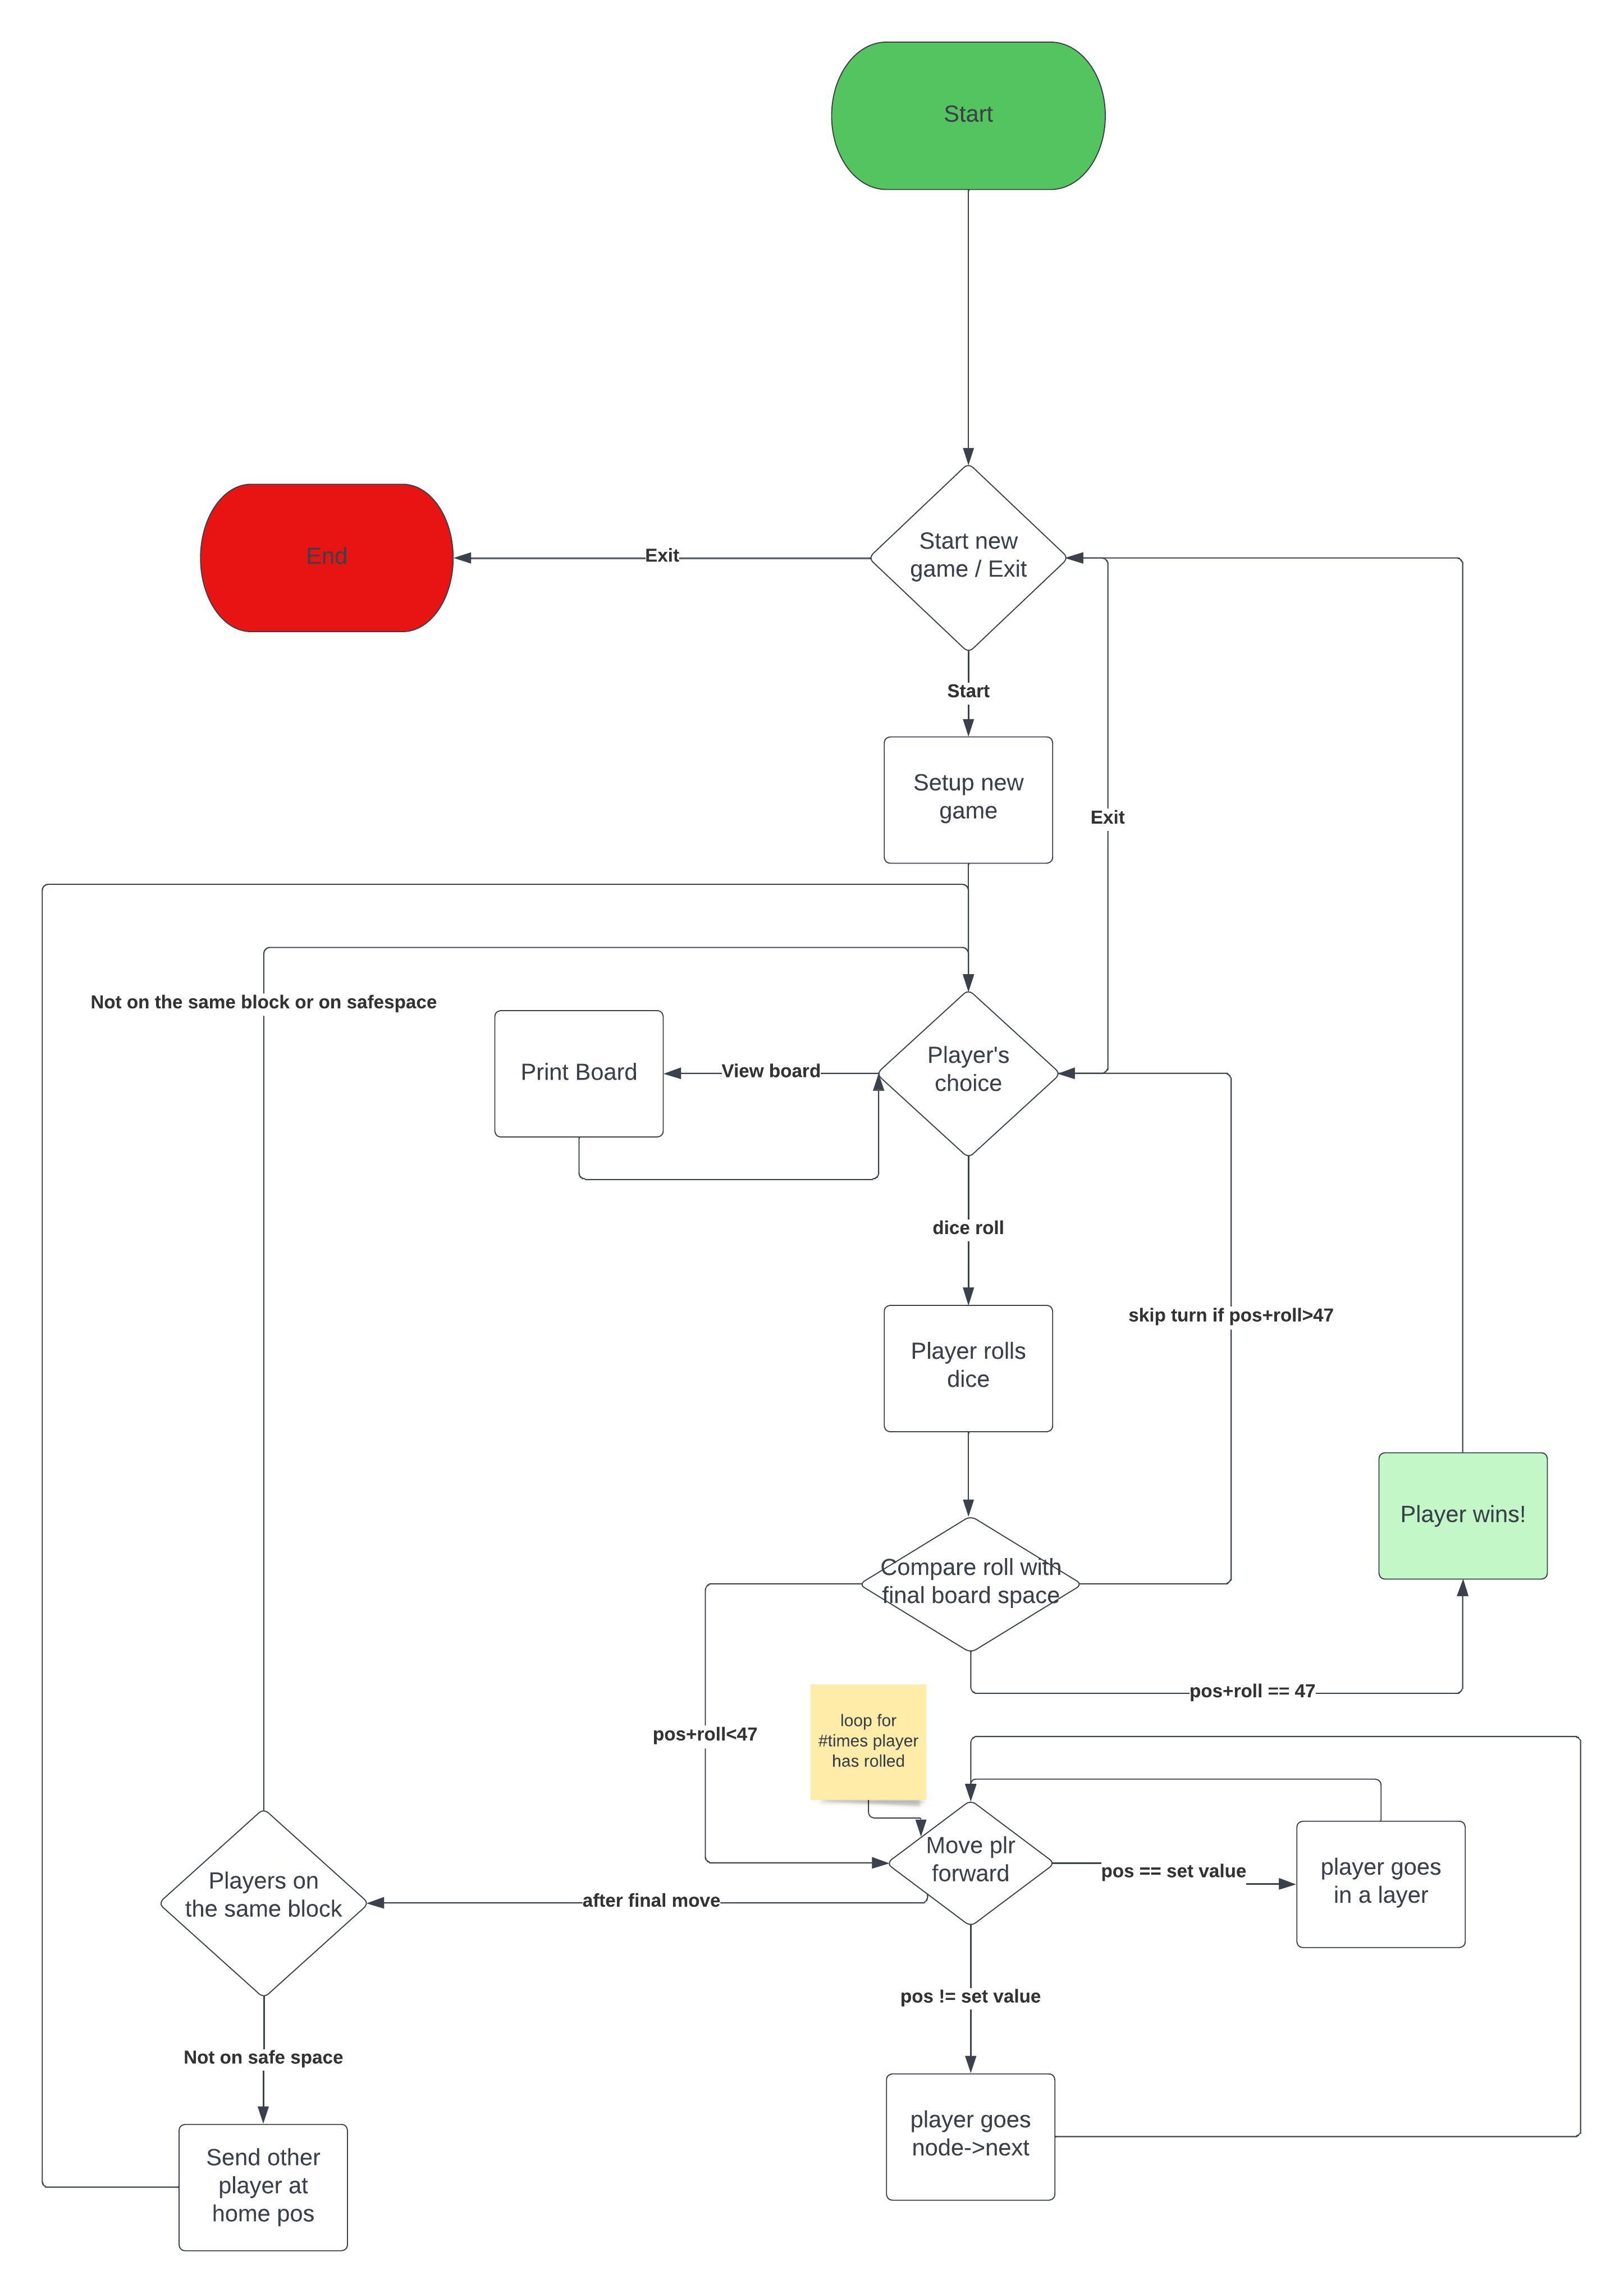 Start
End
Exit
Start new
game / Exit
Start
Setup new
game
Exit
Not on the same block or on safespace
Print Board
View board
Player's
choice
dice roll
skip turn if pos+roll>47
Player rolls
dice
Player wins!
Compare roll with
final board space
pos+roll == 47
pos+roll<47
loop for
#times player
has rolled
Move plr
forward
pos == set value
player goes
in a layer
Players on
the same block
after final move
pos != set value
Not on safe space
player goes
node->next
Send other
player at
home pos